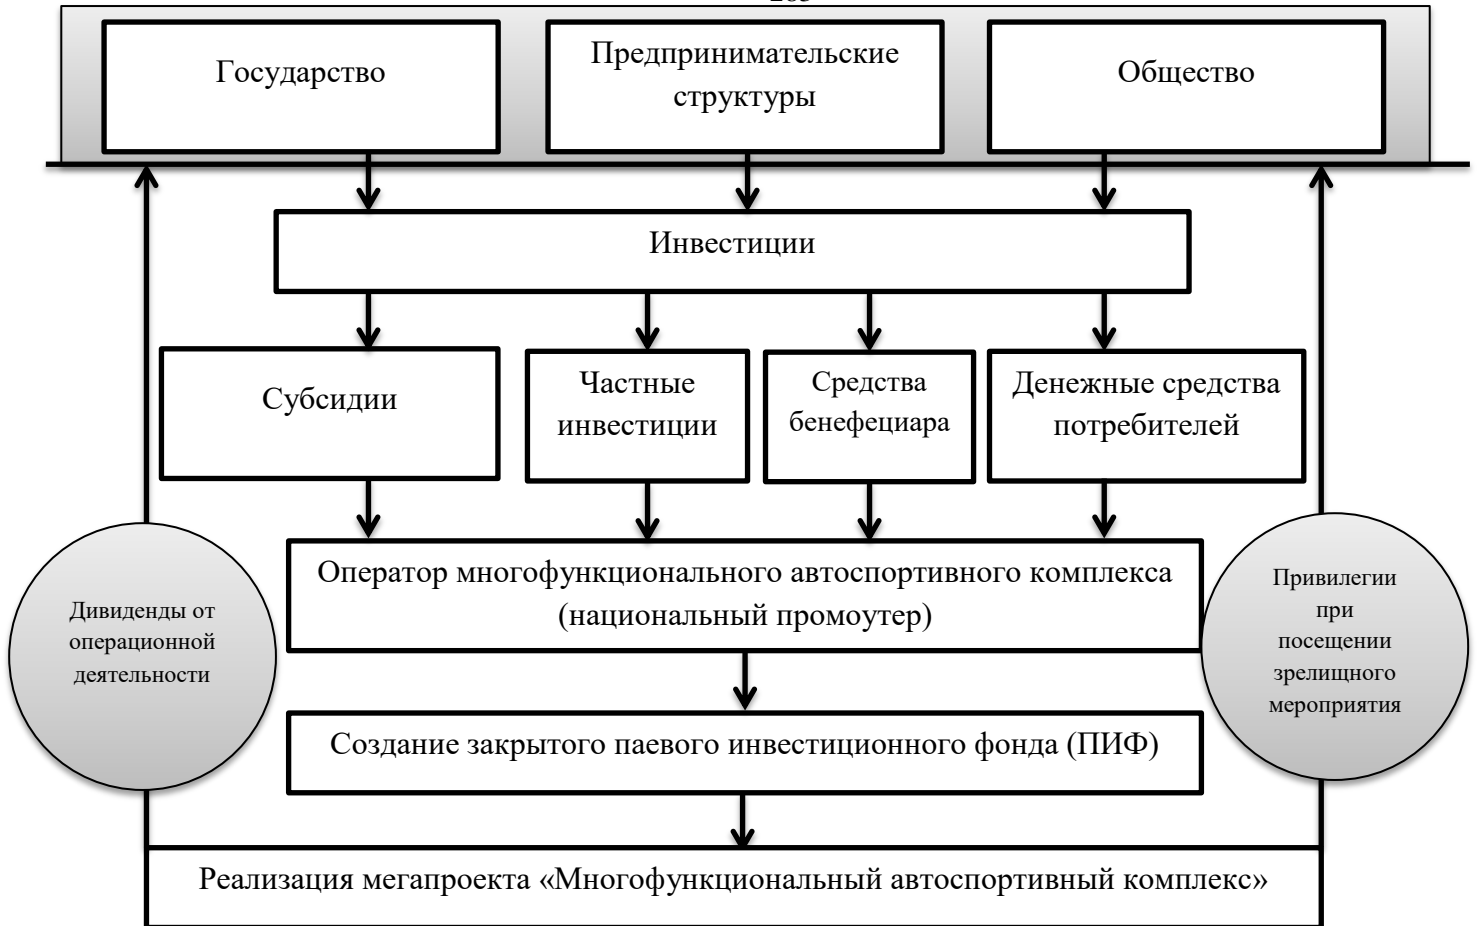 Государство
Предпринимательские
структуры
Общество
Инвестиции
Субсидии
Частные
инвестиции
Средства
бенефециара
Денежные средства
потребителей
Оператор многофункционального автоспортивного комплекса
(национальный промоутер)
Дивиденды от
операционной
деятельности
Привилегии
при
посещении
зрелищного
мероприятия
Создание закрытого паевого инвестиционного фонда (ПИФ)
Реализация мегапроекта «Многофункциональный автоспортивный комплекс»